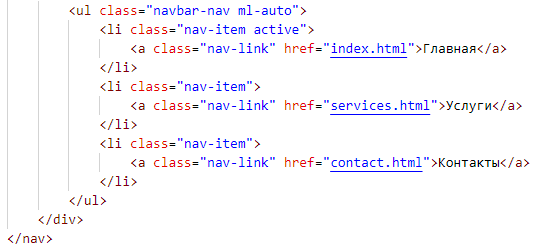 <ul class="navbar-nav ml-auto">
<li class="nav-item active">
<a class="nav-link" href="index.html">Главная</a>
</li>
<li class="nav-item">
<a class="nav-link" href="services.html">Услуги</a>
</li>
<li class="nav-item">
<a class="nav-link" href="contact.html">Контакты</a>
</li>
</ul>
</div>
</nav>